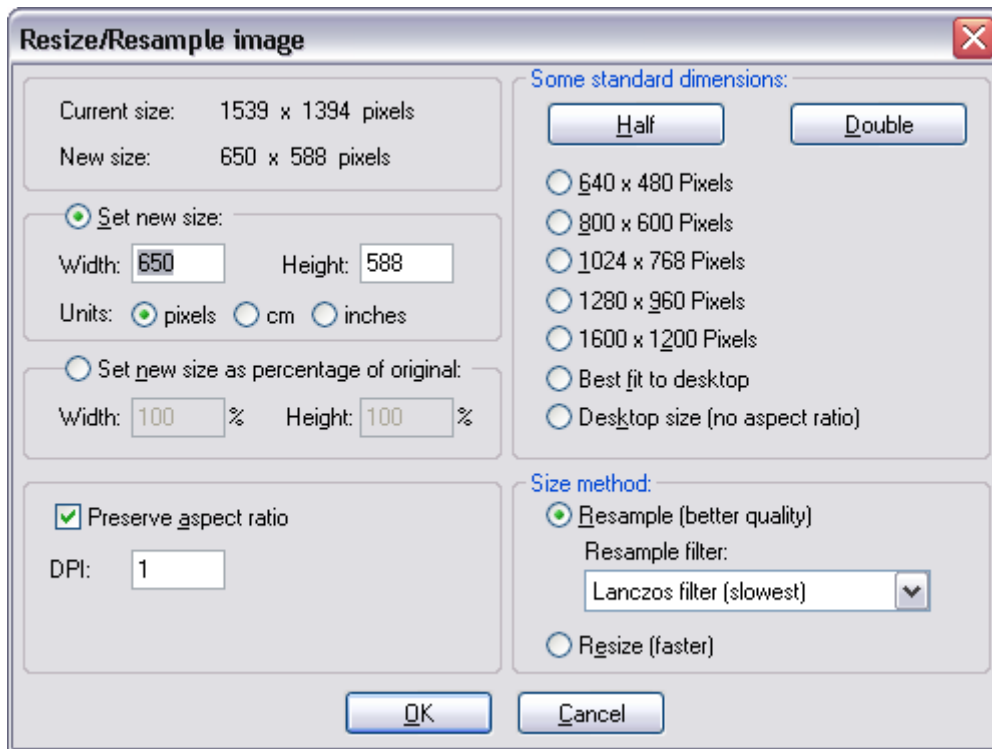 Resize/Resample image
Current size: 1539 x 1394 pixels
New size: 650 x 588 pixels
Set new size:
Width: 650 Height: 588
Units: pixels cm inches
Set new size as percentage of original:
Width: 100 % Height: 100 %
Preserve aspect ratio
DPI: 1
Some standard dimensions:
Half Double
640 x 480 Pixels
800 x 600 Pixels
1024 x 768 Pixels
1280 x 960 Pixels
1600 x 1200 Pixels
Best fit to desktop
Desktop size (no aspect ratio)
Size method:
Resample (better quality)
Resample filter:
Lanczos filter (slowest)
Resize (faster)
OK Cancel